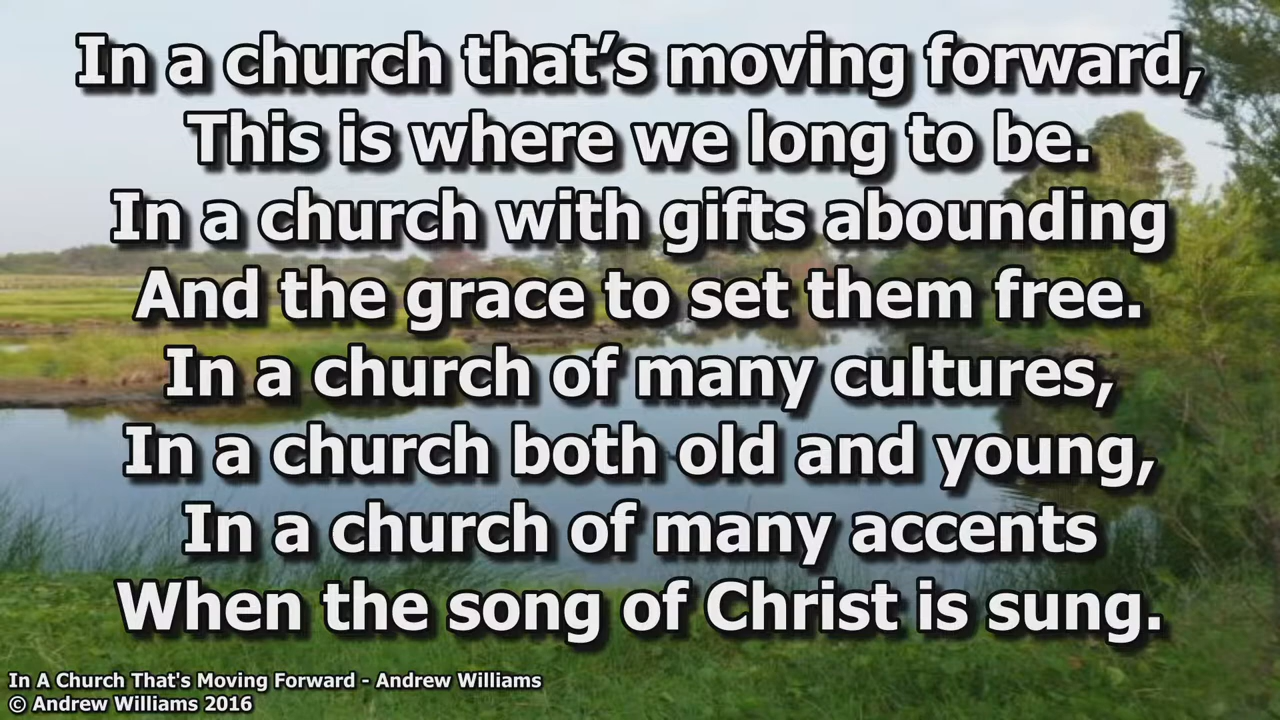 In a church that’s moving forward,
This is where we long to be.
In a church with gifts abounding
And the grace to set them free.
In a church of many cultures,
In a church both old and young,
In a church of many accents
When the song of Christ is sung.
In A Church That's Moving Forward - Andrew Williams
© Andrew Williams 2016